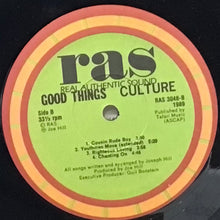 ras
REAL AUTHENTIC SOUND
GOOD THINGS CULTURE
Side B
33⅓ rpm
RAS 3048-B
1989
Published by
Tafari Music
(ASCAP)
© RAS
℗ Joe Hill
1. Cousin Rude Boy
2. Youthman Move (extended)
3. Righteous Loving
4. Chanting On
All songs written and arranged by Joseph Hill
Produced by Joe Hill
Executive Producer: Gail Bonstein